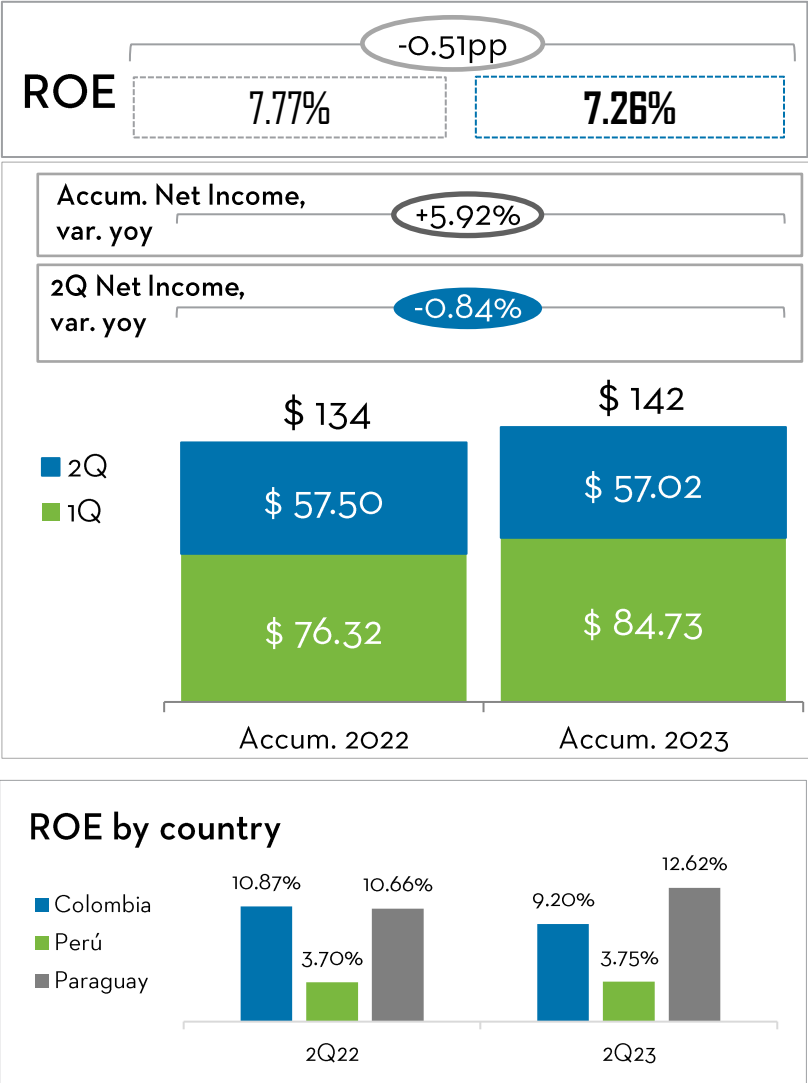 -0.51pp
ROE
7.77%
7.26%
Accum. Net Income,
var. yoy
+5.92%
2Q Net Income,
var. yoy
-0.84%
$ 134
$ 142
2Q
1Q
$ 57.50
$ 57.02
$ 76.32
$ 84.73
Accum. 2022
Accum. 2023
ROE by country
Colombia
Perú
Paraguay
10.87%
3.70%
10.66%
9.20%
3.75%
12.62%
2Q22
2Q23